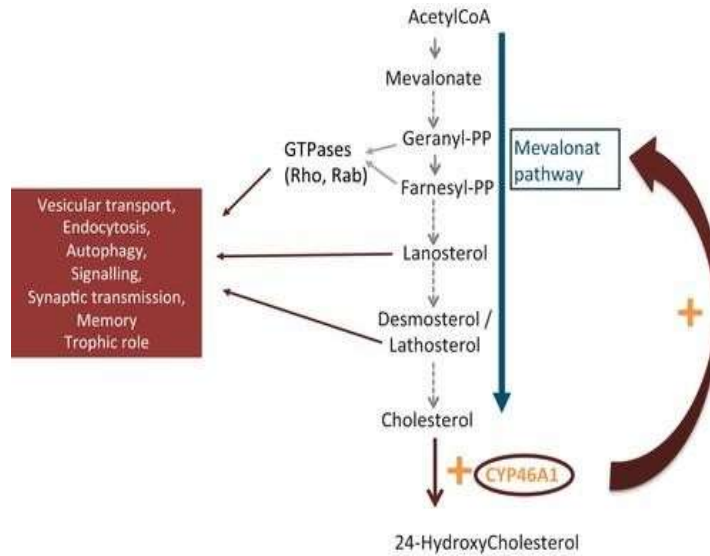 AcetylCoA
Mevalonate
Geranyl-PP
GTPases
(Rho, Rab)
Farnesyl-PP
Mevalonat
pathway
Vesicular transport,
Endocytosis,
Autophagy,
Signalling,
Synaptic transmission,
Memory
Trophic role
Lanosterol
+
Desmosterol /
Lathosterol
Cholesterol
+ CYP46A1
24-HydroxyCholesterol